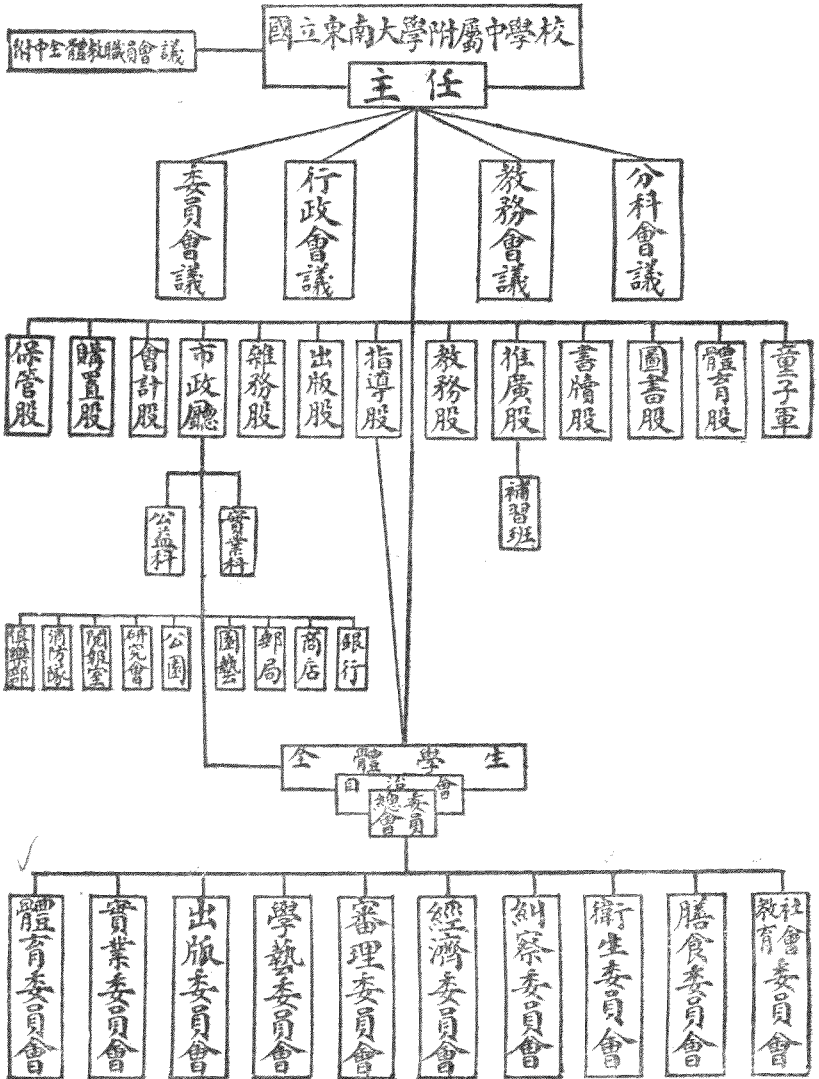 國立東南大學附屬中學校
附中全體教職員會議
主任
委員會議
行政會議
教務會議
分科會議
保管股
購置股
會計股
市政廳
雜務股
出版股
指導股
教務股
推廣股
書牘股
圖書股
體育股
童子軍
公益科
實業科
補習班
俱樂部
消防隊
閱報室
研究會
公園
園藝
郵局
商店
銀行
全體學生
自治會
總委員會
體育委員會
實業委員會
出版委員會
學藝委員會
審理委員會
經濟委員會
糾察委員會
衛生委員會
膳食委員會
社會教育委員會